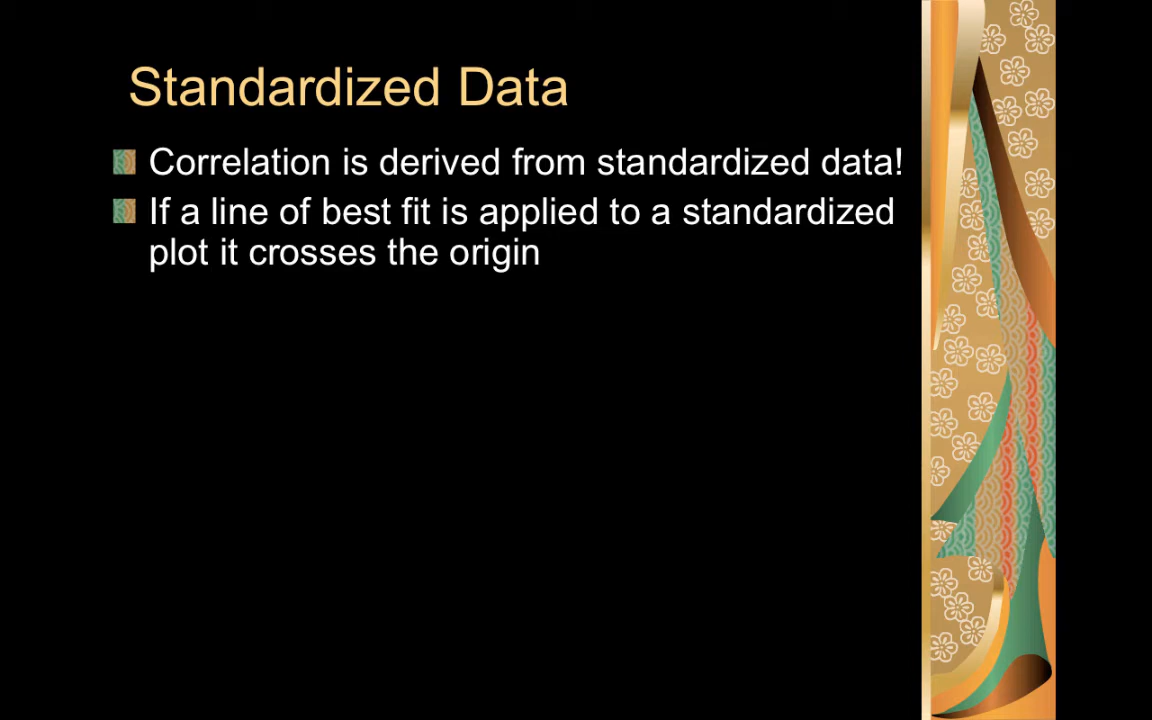 Standardized Data
Correlation is derived from standardized data!
If a line of best fit is applied to a standardized
plot it crosses the origin